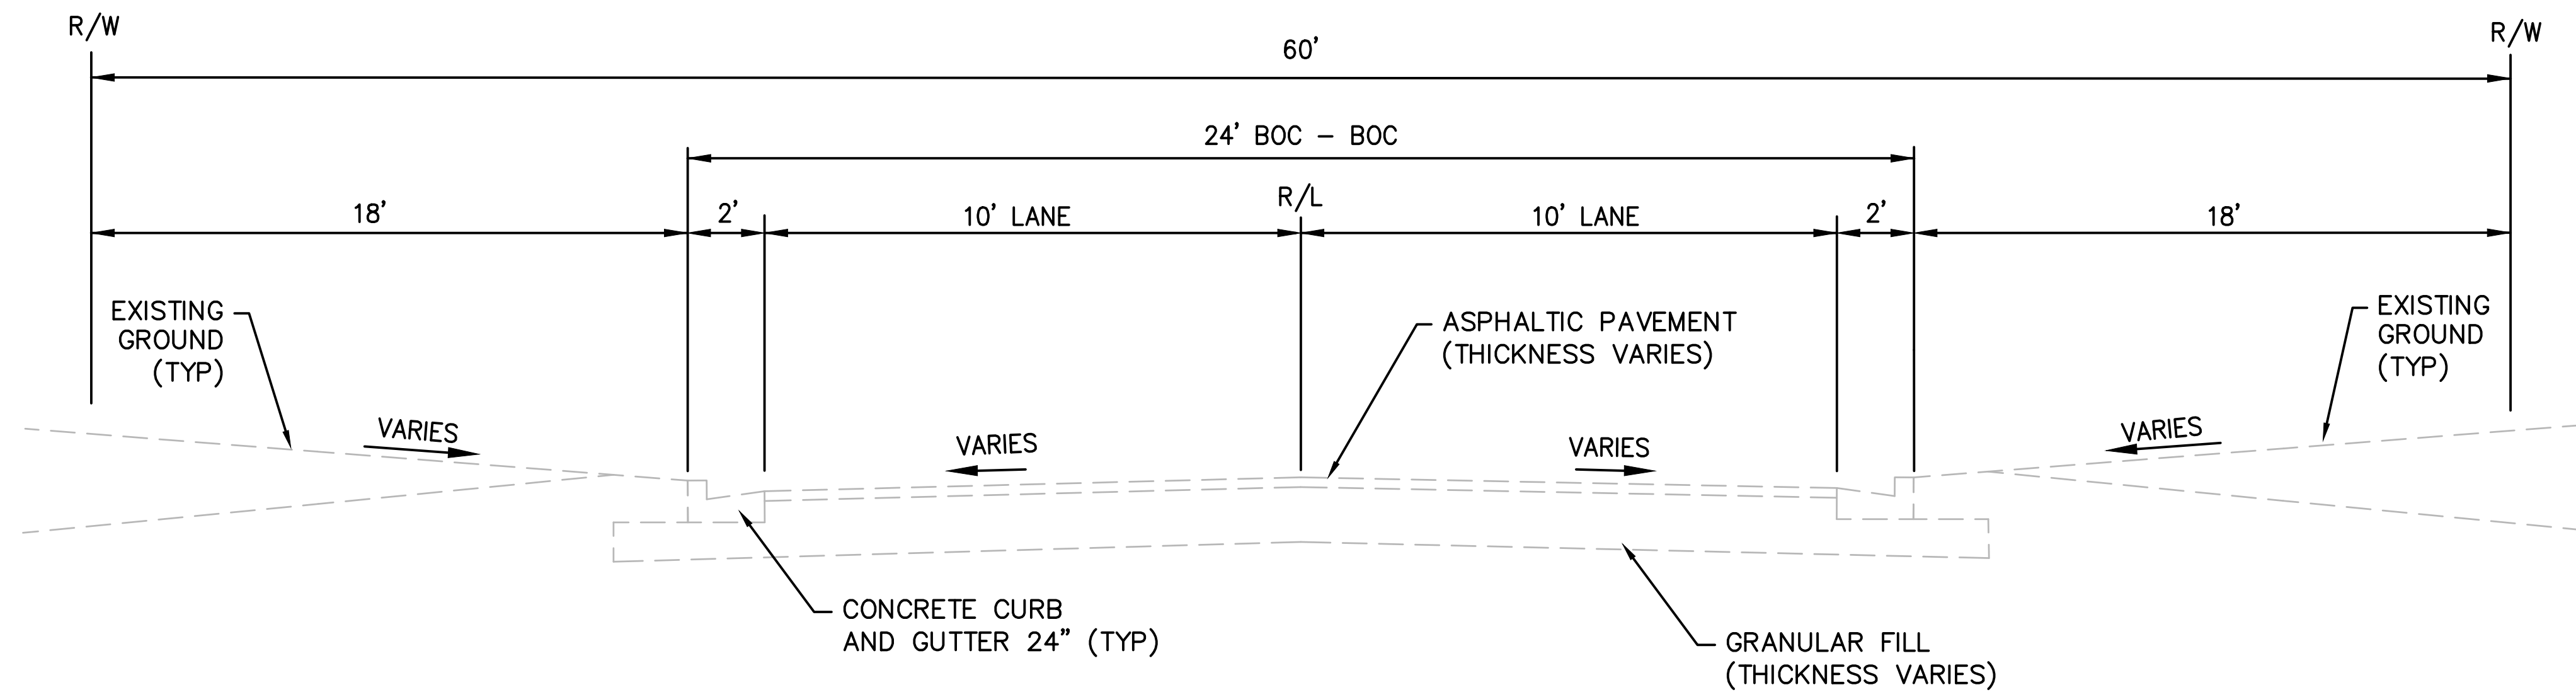 R/W
R/W
60'
24' BOC - BOC
R/L
18'
2'
10' LANE
10' LANE
2'
18'
EXISTING
GROUND
(TYP)
ASPHALTIC PAVEMENT
(THICKNESS VARIES)
EXISTING
GROUND
(TYP)
VARIES
VARIES
VARIES
VARIES
CONCRETE CURB
AND GUTTER 24" (TYP)
GRANULAR FILL
(THICKNESS VARIES)